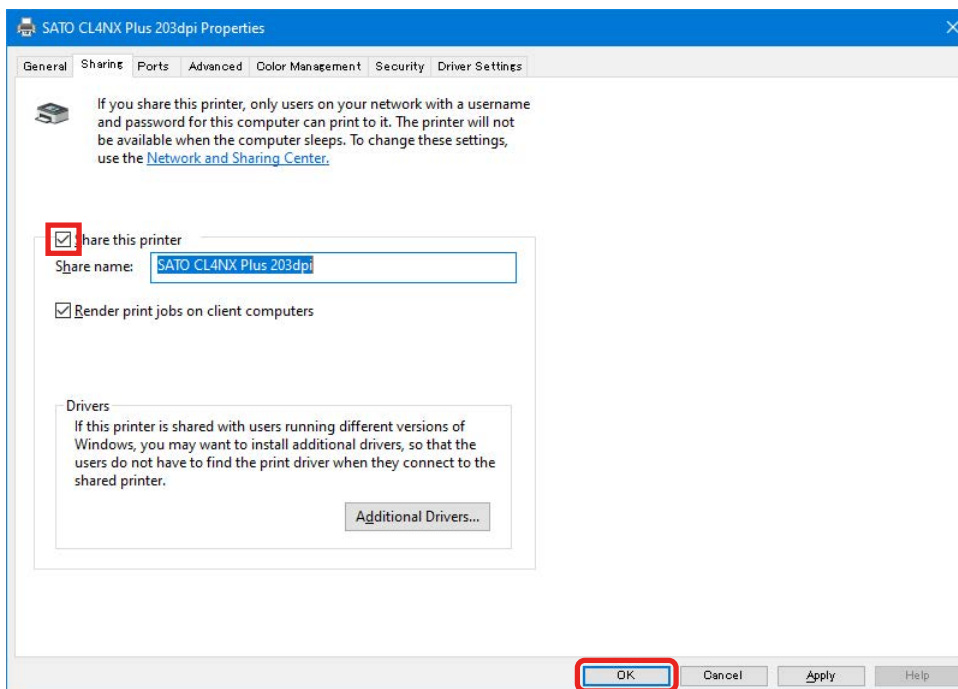 SATO CL4NX Plus 203dpi Properties
General Sharing Ports Advanced Color Management Security Driver Settings
If you share this printer, only users on your network with a username
and password for this computer can print to it. The printer will not
be available when the computer sleeps. To change these settings,
use the Network and Sharing Center.
Share this printer
Share name: SATO CL4NX Plus 203dpi
Render print jobs on client computers
Drivers
If this printer is shared with users running different versions of
Windows, you may want to install additional drivers, so that the
users do not have to find the print driver when they connect to the
shared printer.
Additional Drivers...
OK Cancel Apply Help